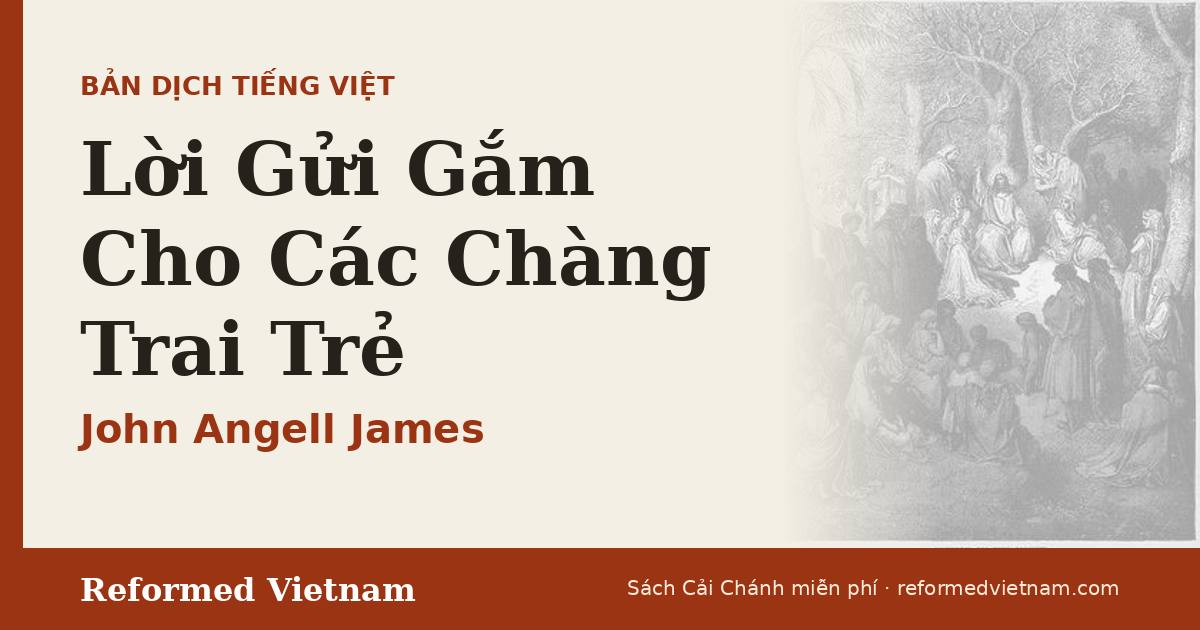 BẢN DỊCH TIẾNG VIỆT
Lời Gửi Gắm
Cho Các Chàng
Trai Trẻ
John Angell James
Reformed Vietnam
Sách Cải Chánh miễn phí · reformedvietnam.com